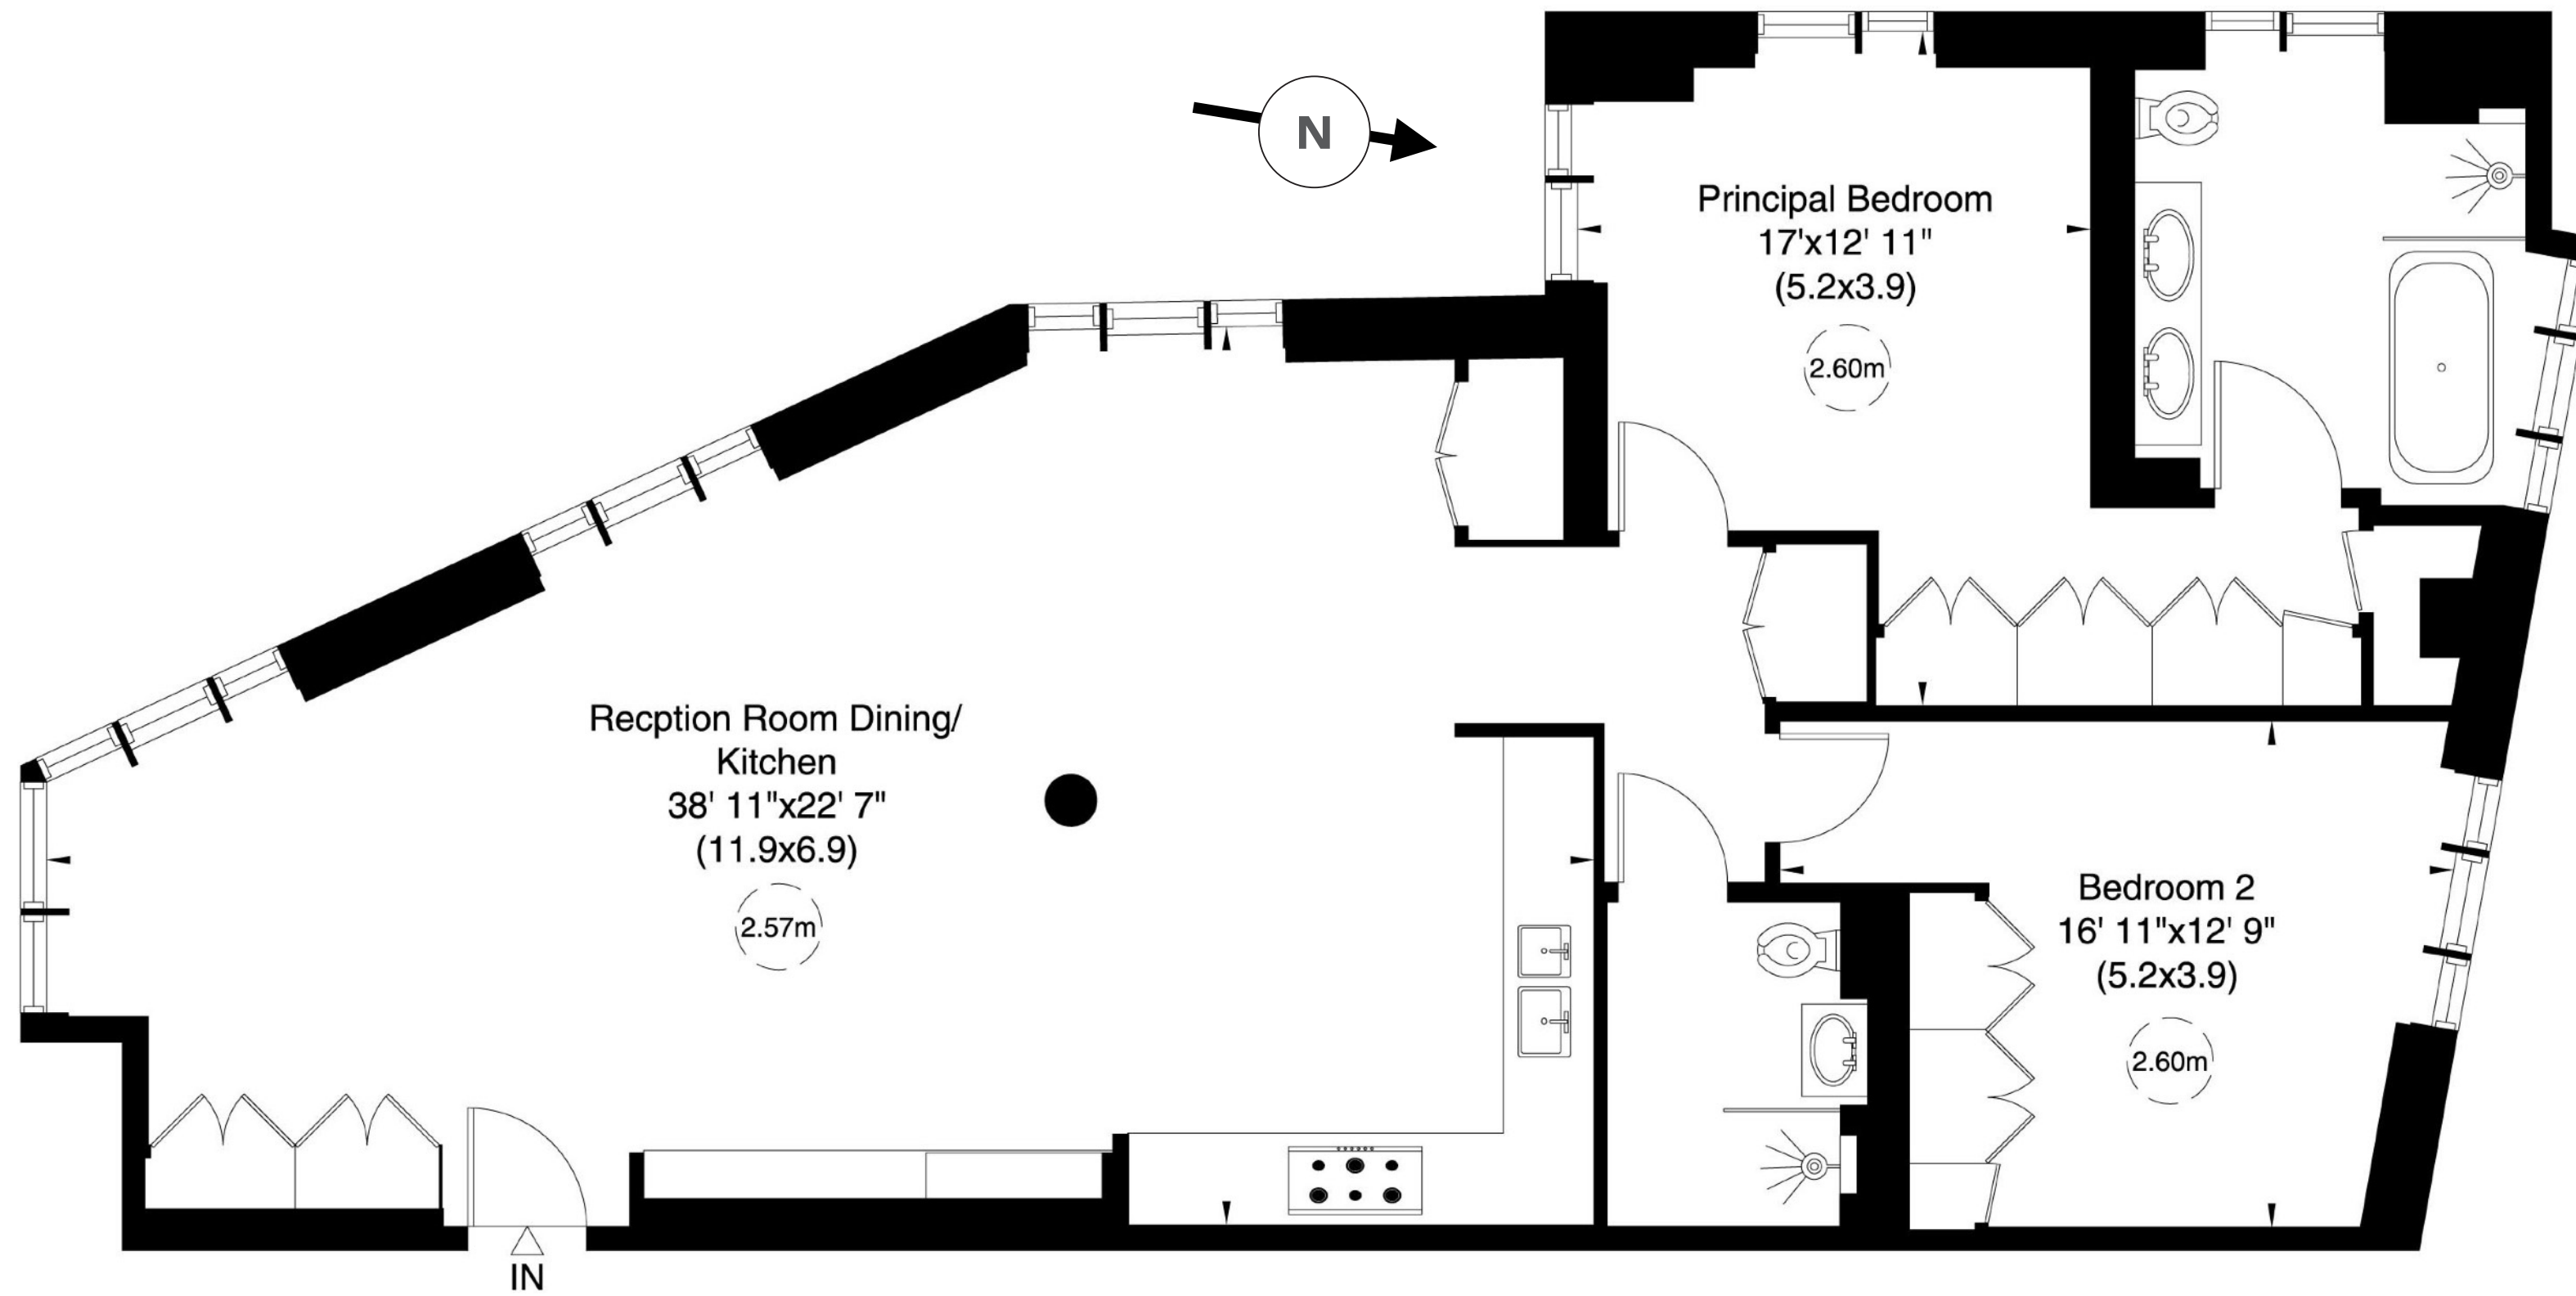 N
Principal Bedroom
17'x12' 11"
(5.2x3.9)
2.60m
Recption Room Dining/
Kitchen
38' 11"x22' 7"
(11.9x6.9)
2.57m
Bedroom 2
16' 11"x12' 9"
(5.2x3.9)
2.60m
IN